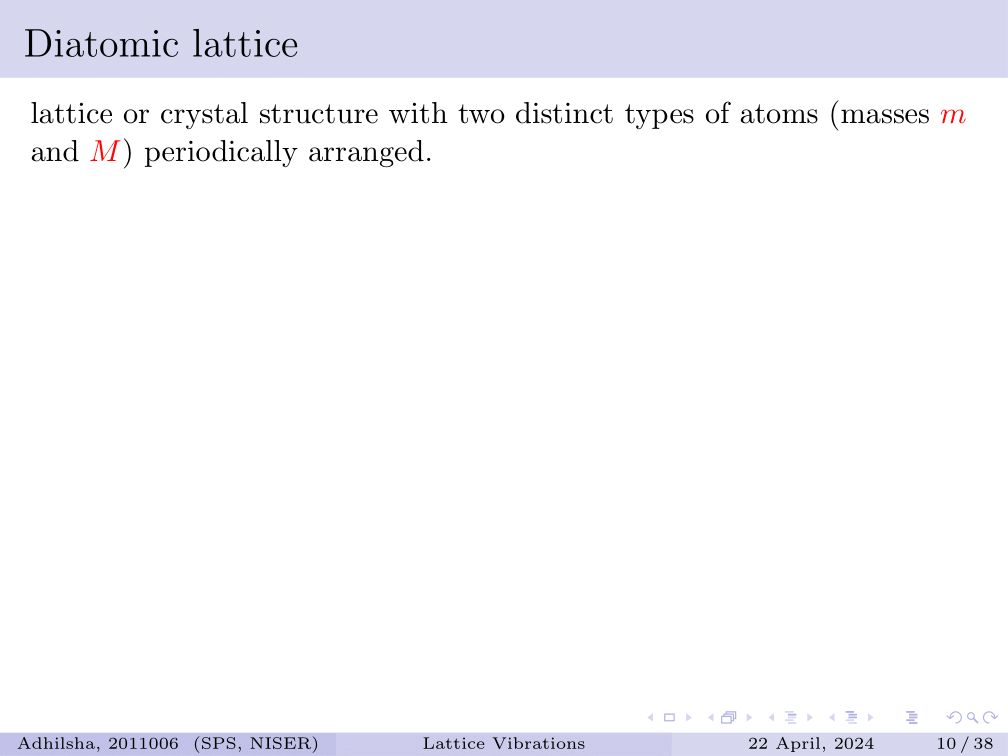 Diatomic lattice
lattice or crystal structure with two distinct types of atoms (masses m
and M) periodically arranged.
Adhilsha, 2011006 (SPS, NISER) Lattice Vibrations 22 April, 2024 10 / 38